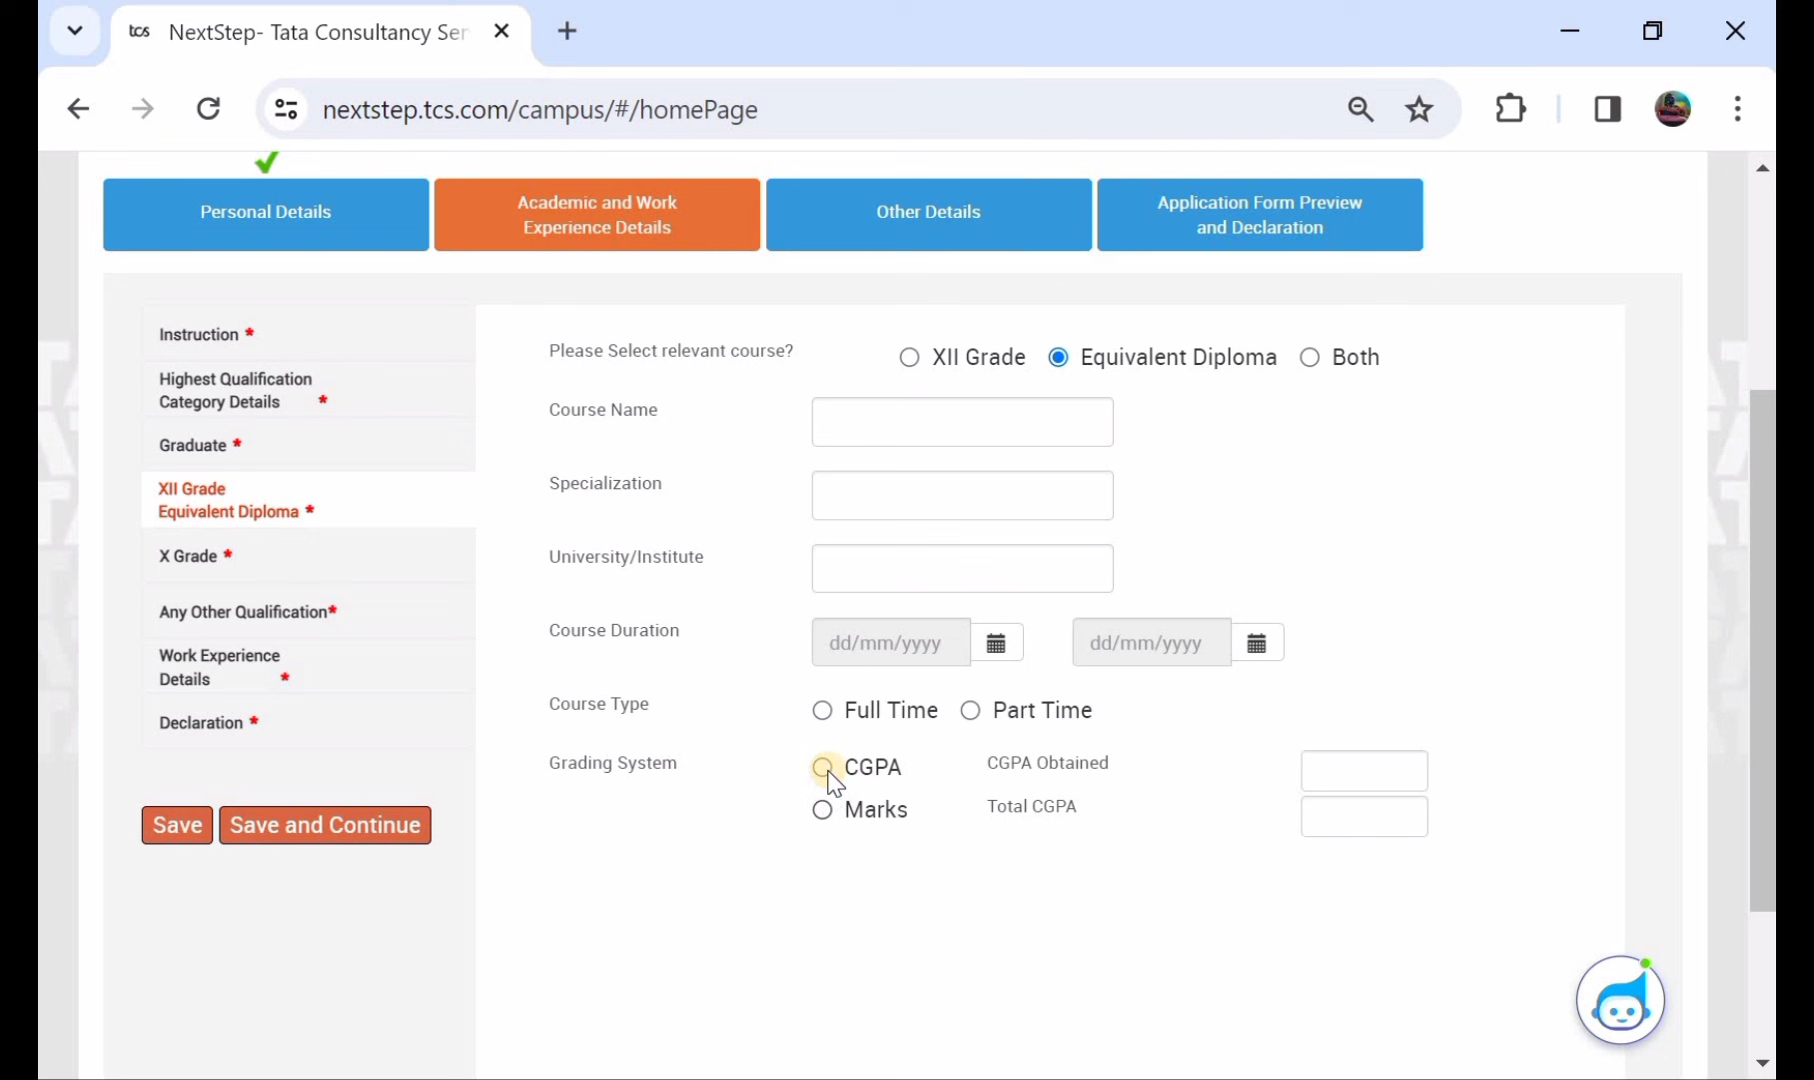 tcs NextStep- Tata Consultancy Ser
nextstep.tcs.com/campus/#/homePage
Personal Details
Academic and Work
Experience Details
Other Details
Application Form Preview
and Declaration
Instruction *
Highest Qualification
Category Details *
Graduate *
XII Grade
Equivalent Diploma *
X Grade *
Any Other Qualification*
Work Experience
Details *
Declaration *
Save Save and Continue
Please Select relevant course? XII Grade Equivalent Diploma Both
Course Name
Specialization
University/Institute
Course Duration dd/mm/yyyy dd/mm/yyyy
Course Type Full Time Part Time
Grading System CGPA CGPA Obtained
Marks Total CGPA